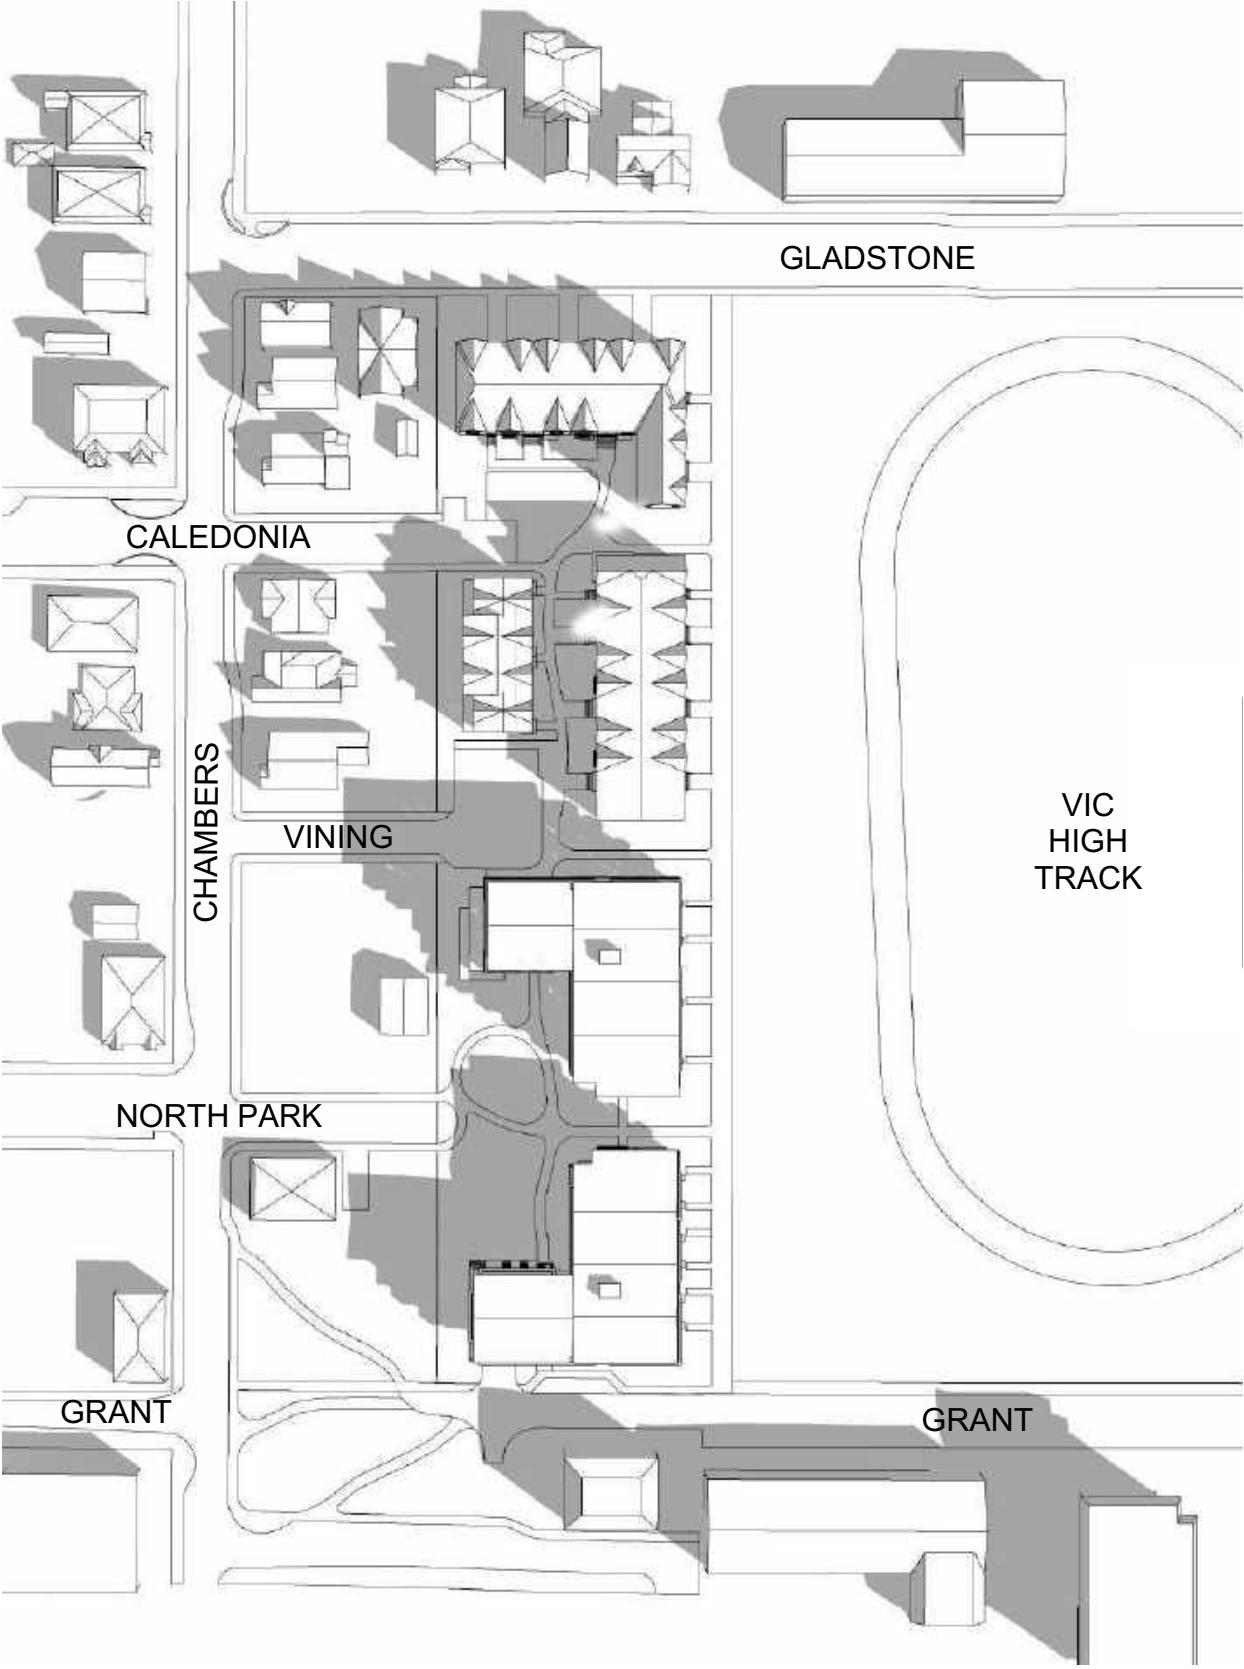 GLADSTONE
CALEDONIA
CHAMBERS
VINING
VIC
HIGH
TRACK
NORTH PARK
GRANT
GRANT